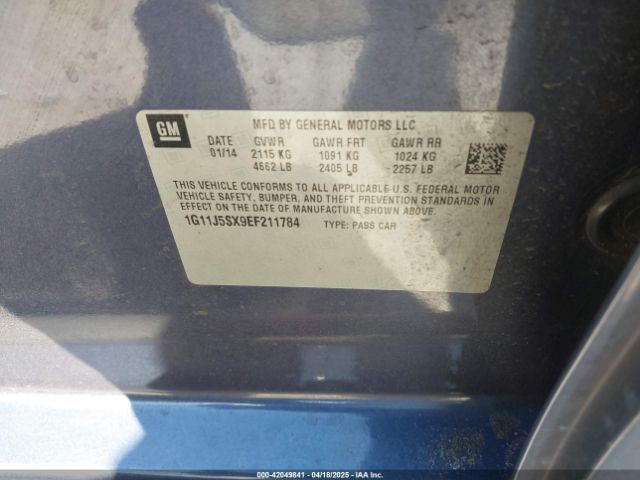 GM
MFD BY GENERAL MOTORS LLC
DATE GVWR GAWR FRT GAWR RR
01/14 2115 KG 1091 KG 1024 KG
4662 LB 2405 LB 2257 LB
THIS VEHICLE CONFORMS TO ALL APPLICABLE U.S. FEDERAL MOTOR
VEHICLE SAFETY, BUMPER, AND THEFT PREVENTION STANDARDS IN
EFFECT ON THE DATE OF MANUFACTURE SHOWN ABOVE.
1G11J5SX9EF211784 TYPE: PASS CAR
000-42049841 - 04/18/2025 - IAA Inc.